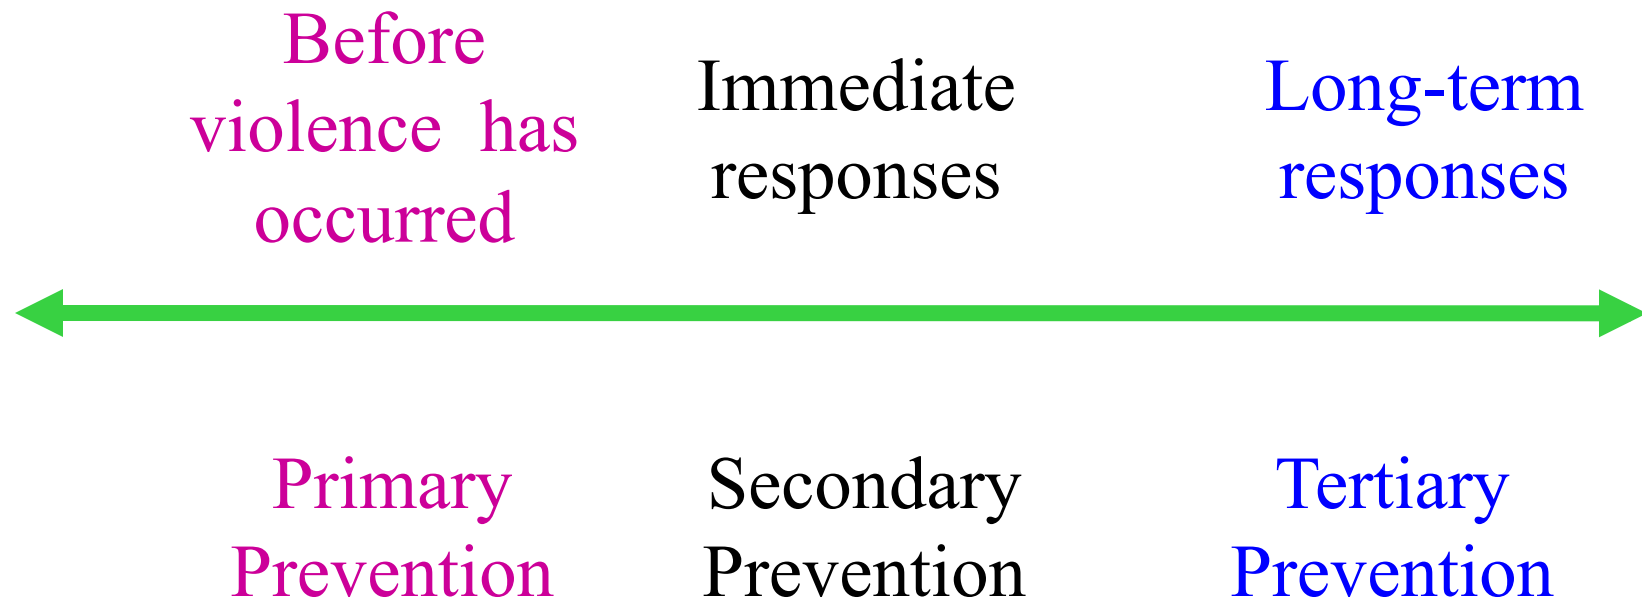 Before
violence has
occurred
Immediate
responses
Long-term
responses
Primary
Prevention
Secondary
Prevention
Tertiary
Prevention